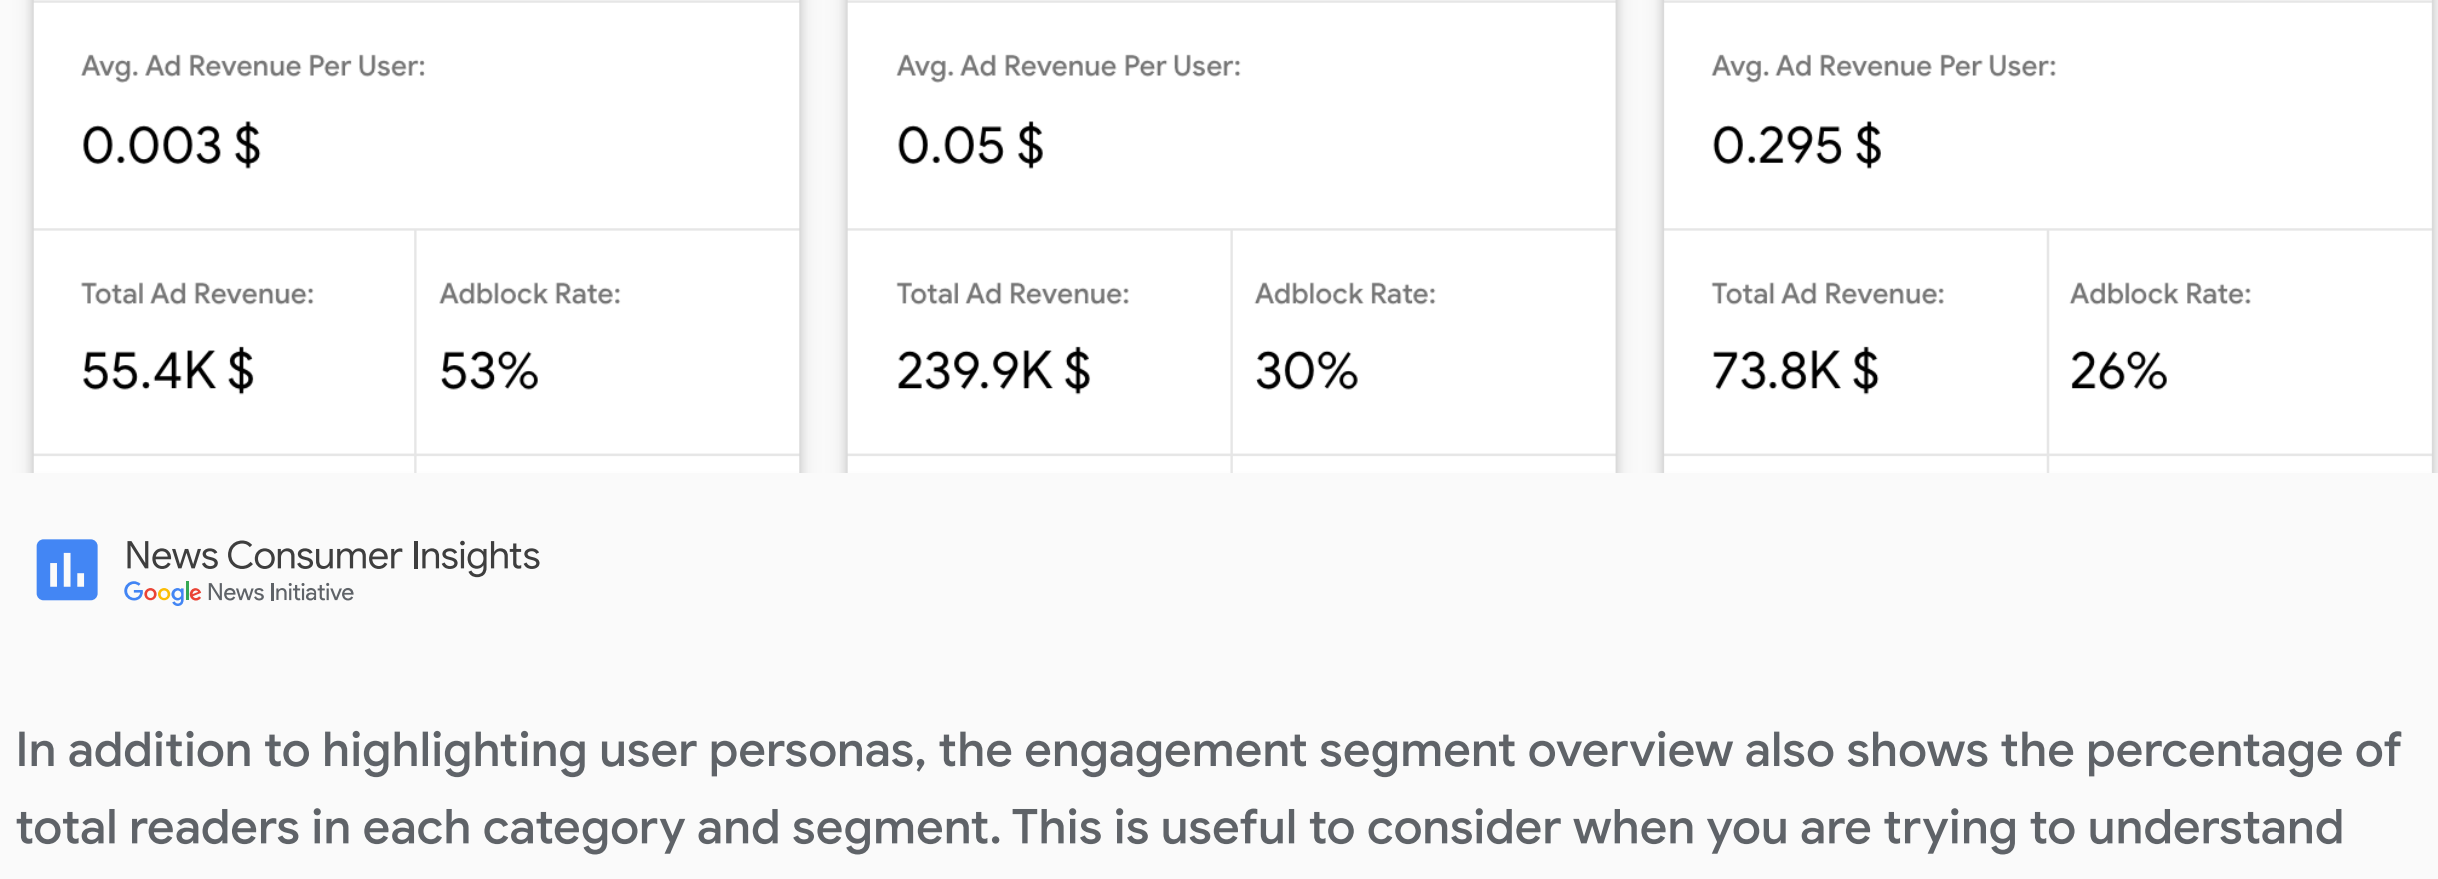 Avg. Ad Revenue Per User:
0.003 $
Total Ad Revenue:
55.4K $
Adblock Rate:
53%
Avg. Ad Revenue Per User:
0.05 $
Total Ad Revenue:
239.9K $
Adblock Rate:
30%
Avg. Ad Revenue Per User:
0.295 $
Total Ad Revenue:
73.8K $
Adblock Rate:
26%
News Consumer Insights
Google News Initiative
In addition to highlighting user personas, the engagement segment overview also shows the percentage of
total readers in each category and segment. This is useful to consider when you are trying to understand